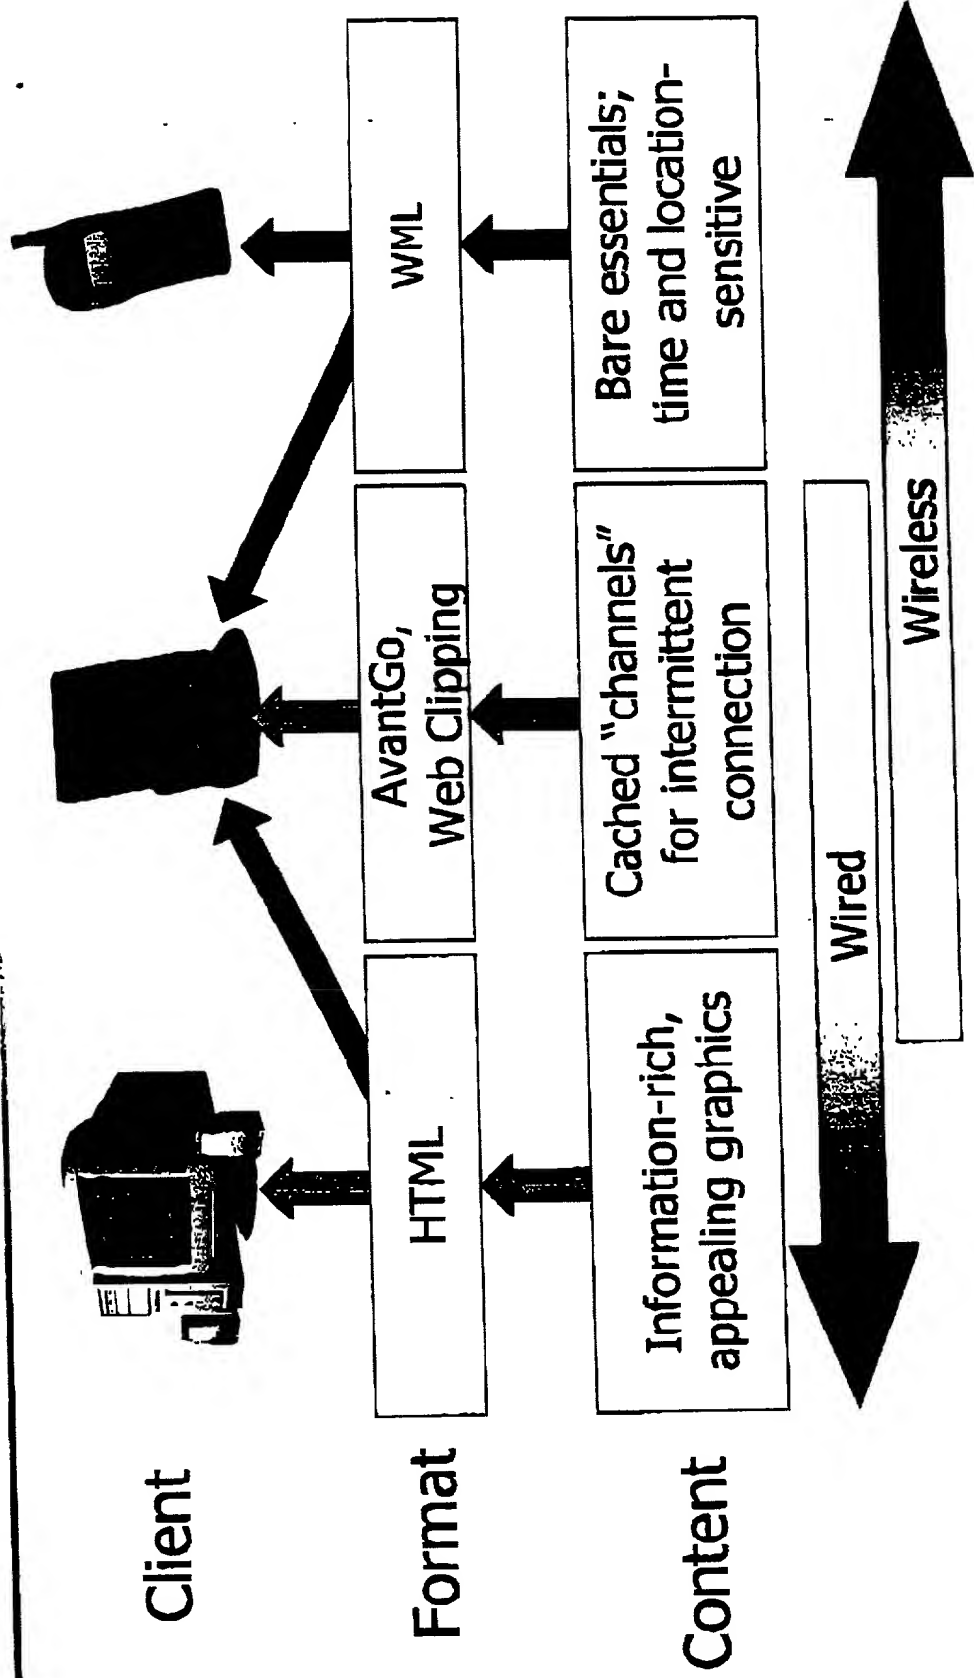 Client
Format
HTML
AvantGo,
Web Clipping
WML
Content
Information-rich,
appealing graphics
Cached “channels”
for intermittent
connection
Bare essentials;
time and location-
sensitive
Wired
Wireless